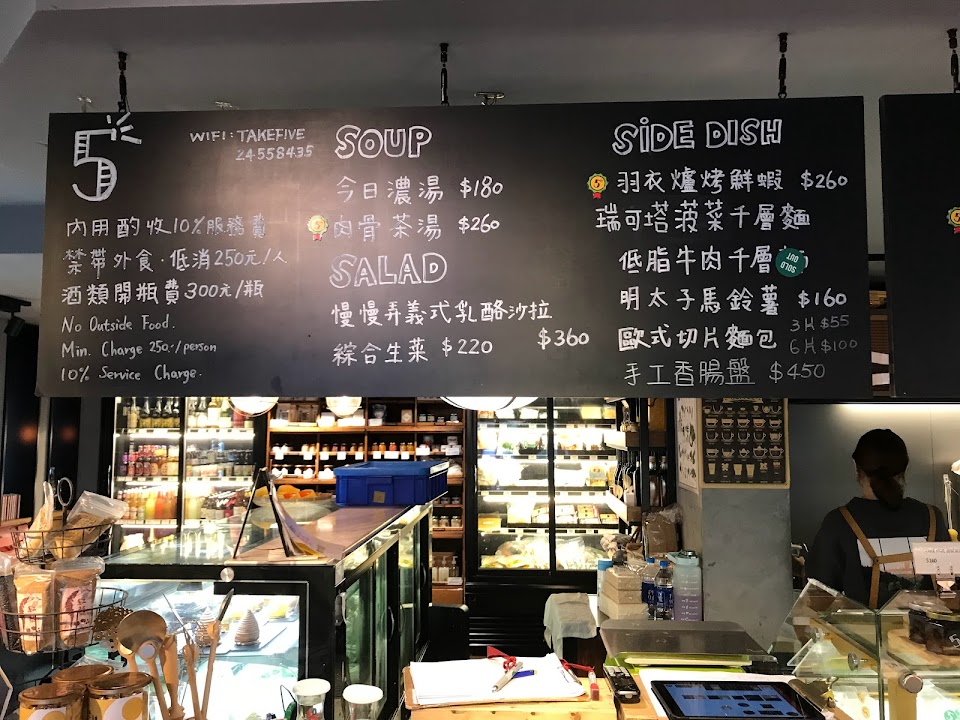 5
WIFI: TAKEFIVE
24558435
內用酌收10%服務費
禁帶外食·低消250元/人
酒類開瓶費300元/瓶
No Outside Food.
Min. Charge 250.-/person
10% Service Charge.
SOUP
今日濃湯 $180
5 肉骨茶湯 $260
SALAD
慢慢弄義式乳酪沙拉
$360
綜合生菜 $220
SIDE DISH
5 羽衣爐烤鮮蝦 $260
瑞可塔菠菜千層麵
低脂牛肉千層 SOLD OUT
明太子馬鈴薯 $160
歐式切片麵包 3片 $55
6片 $100
手工香腸盤 $450
$360